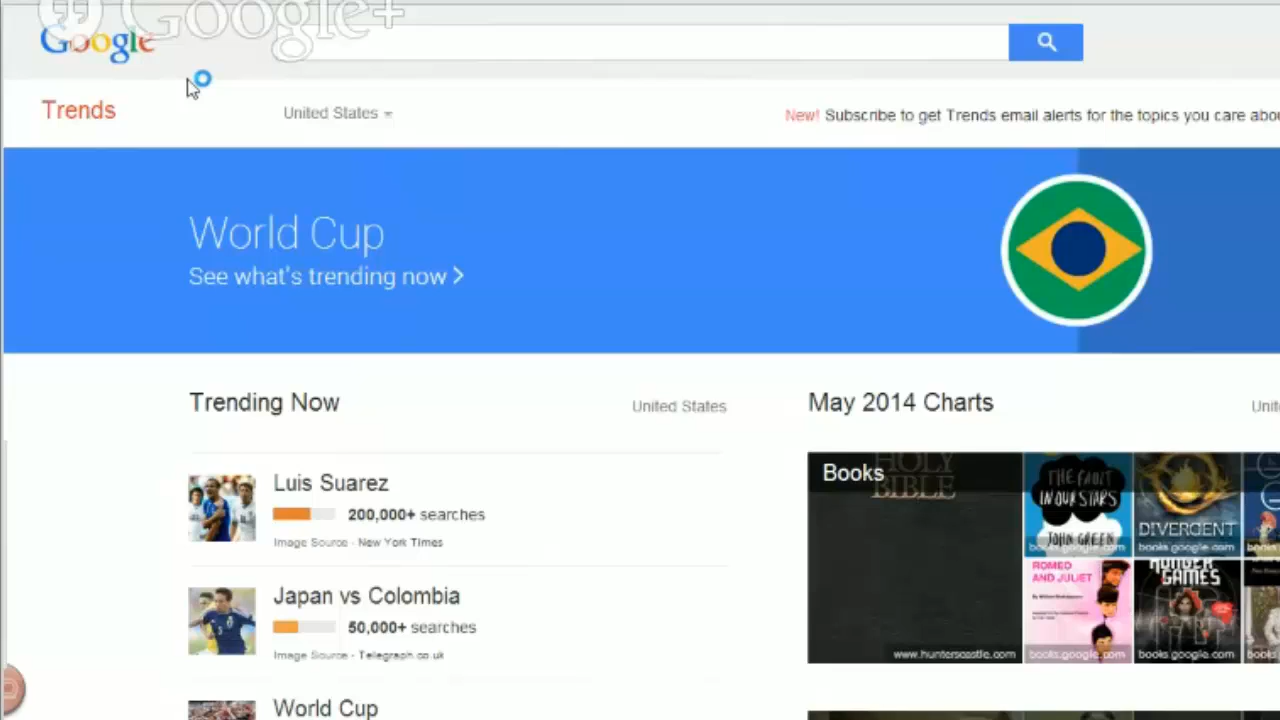 Google+
Google
Trends
United States
New! Subscribe to get Trends email alerts for the topics you care abou
World Cup
See what's trending now >
Trending Now
United States
May 2014 Charts
Unit
Luis Suarez
200,000+ searches
Image Source - New York Times
Japan vs Colombia
50,000+ searches
Image Source - Telegraph.co.uk
World Cup
Books
HOLY
BIBLE
www.hunterscastle.com
THE FAULT
IN OUR STARS
JOHN GREEN
books.google.com
DIVERGENT
books.google.com
books
ROMEO
AND JULIET
books.google.com
HUNGER
GAMES
books.google.com
books